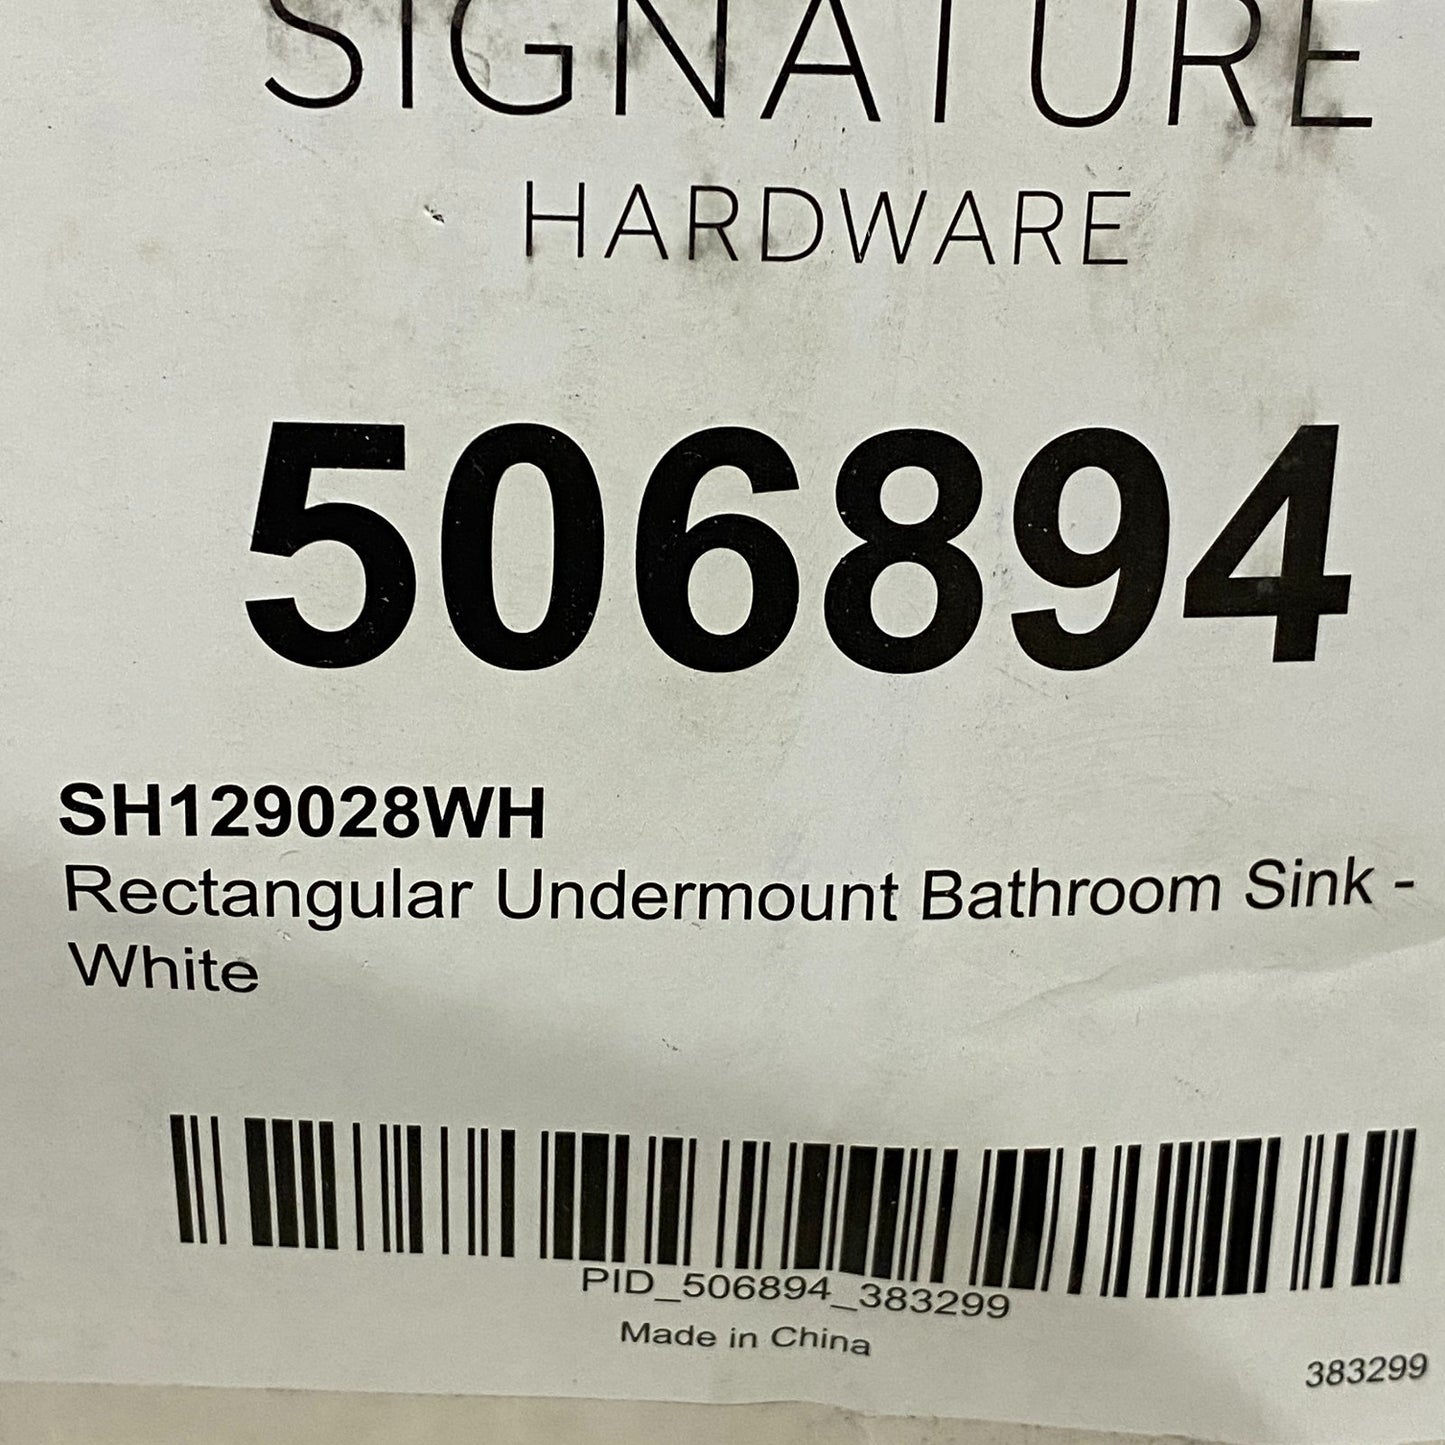 SIGNATURE
HARDWARE
506894
SH129028WH
Rectangular Undermount Bathroom Sink -
White
PID_506894_383299
Made in China
383299